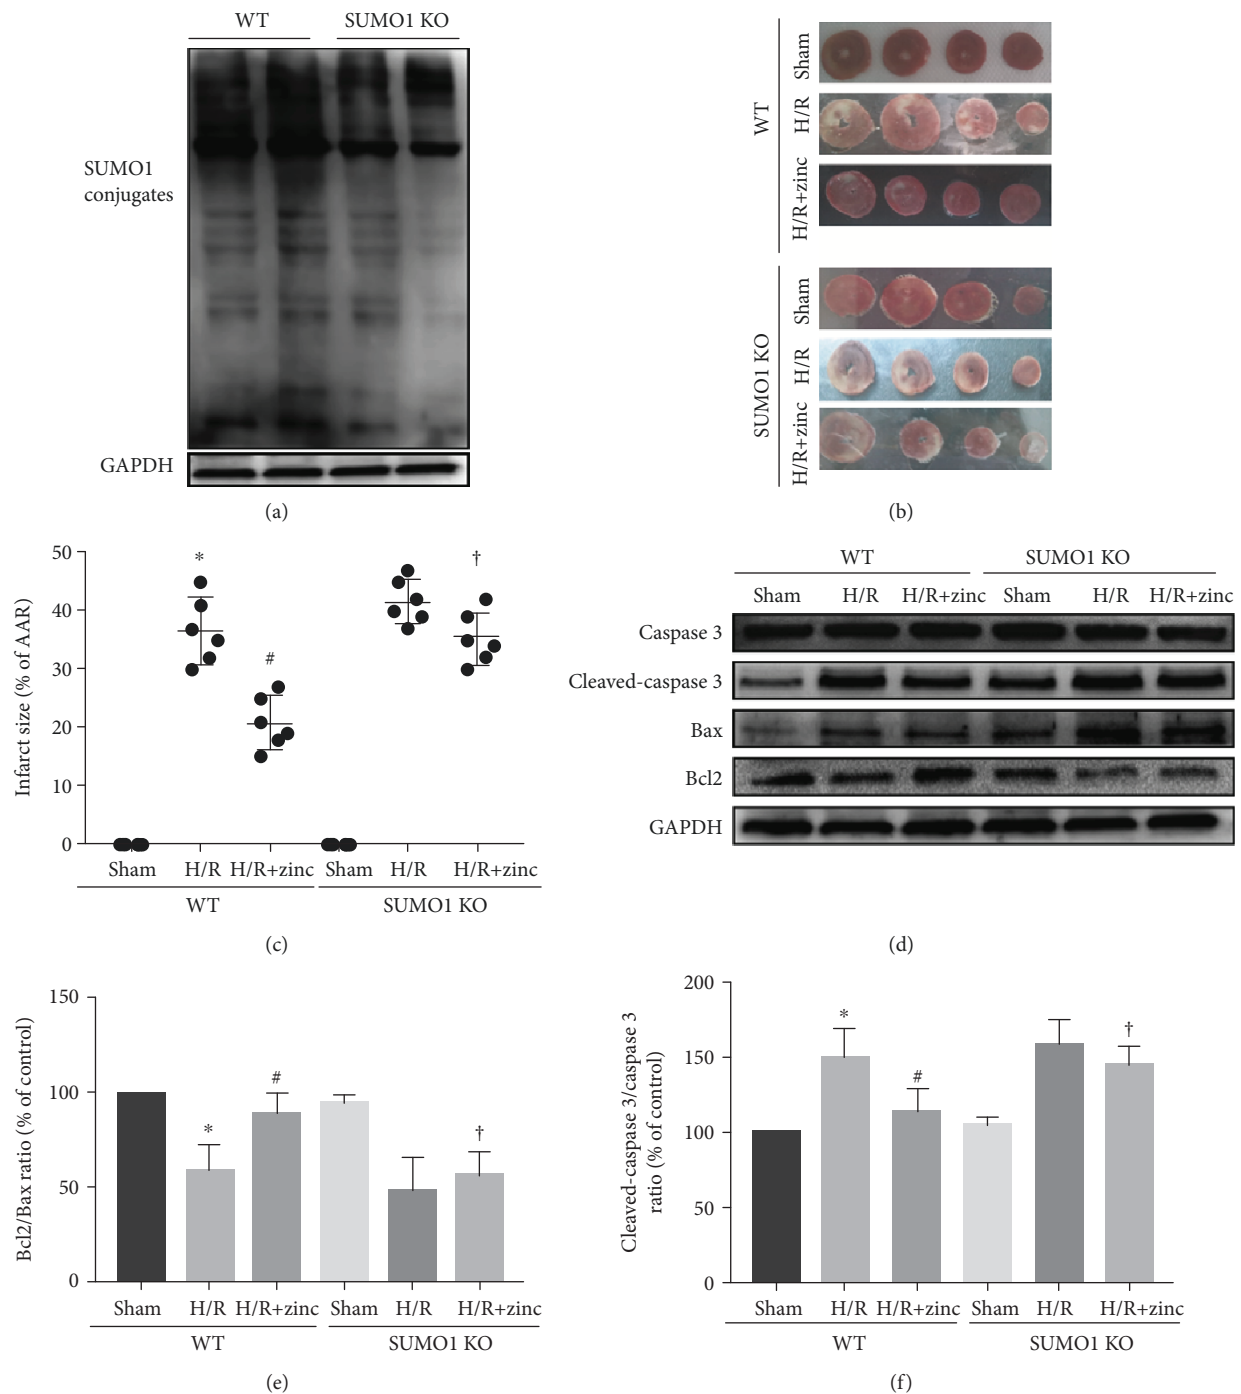 WT SUMO1 KO
SUMO1
conjugates
GAPDH
(a)
WT
Sham
H/R
H/R+zinc
SUMO1 KO
Sham
H/R
H/R+zinc
(b)
Infarct size (% of AAR)
50
40
30
20
10
0
*
#
†
Sham H/R H/R+zinc Sham H/R H/R+zinc
WT SUMO1 KO
(c)
WT SUMO1 KO
Sham H/R H/R+zinc Sham H/R H/R+zinc
Caspase 3
Cleaved-caspase 3
Bax
Bcl2
GAPDH
(d)
Bcl2/Bax ratio (% of control)
150
100
50
0
*
#
†
Sham H/R H/R+zinc Sham H/R H/R+zinc
WT SUMO1 KO
(e)
Cleaved-caspase 3/caspase 3
ratio (% of control)
200
150
100
50
0
*
#
†
Sham H/R H/R+zinc Sham H/R H/R+zinc
WT SUMO1 KO
(f)